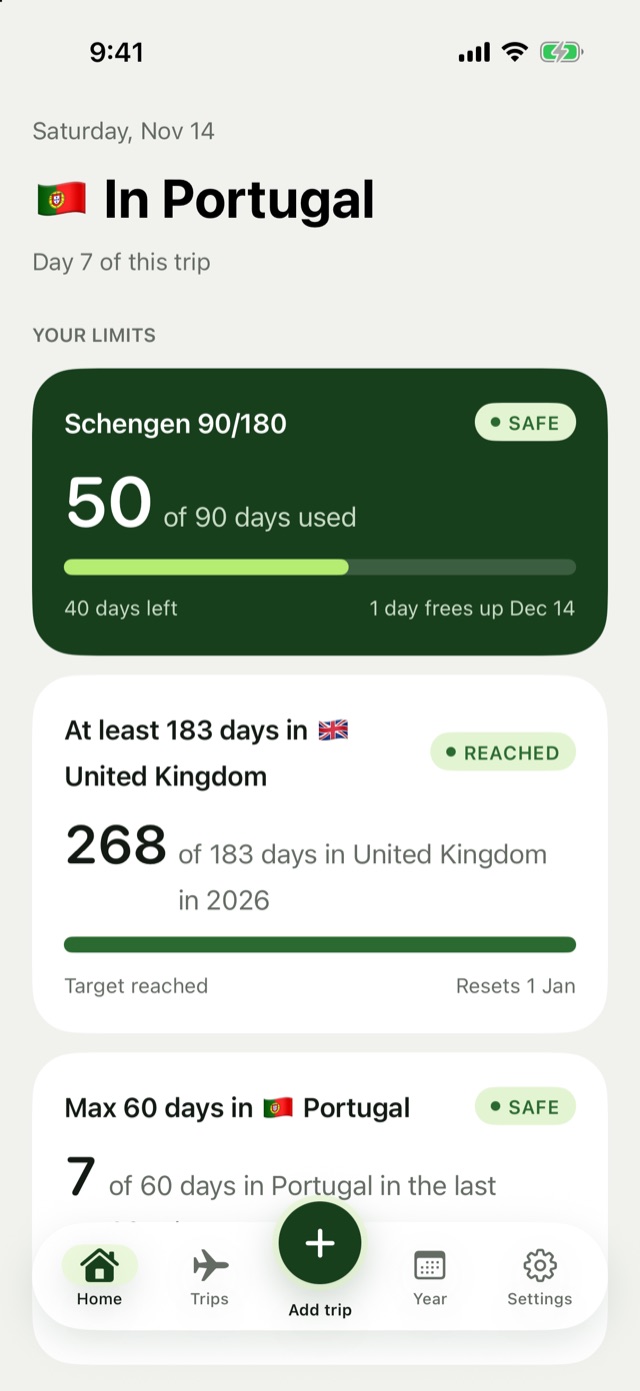 9:41
Saturday, Nov 14
In Portugal
Day 7 of this trip
YOUR LIMITS
Schengen 90/180
SAFE
50 of 90 days used
40 days left
1 day frees up Dec 14
At least 183 days in
United Kingdom
REACHED
268 of 183 days in United Kingdom
in 2026
Target reached
Resets 1 Jan
Max 60 days in Portugal
SAFE
7 of 60 days in Portugal in the last
Home
Trips
Add trip
Year
Settings